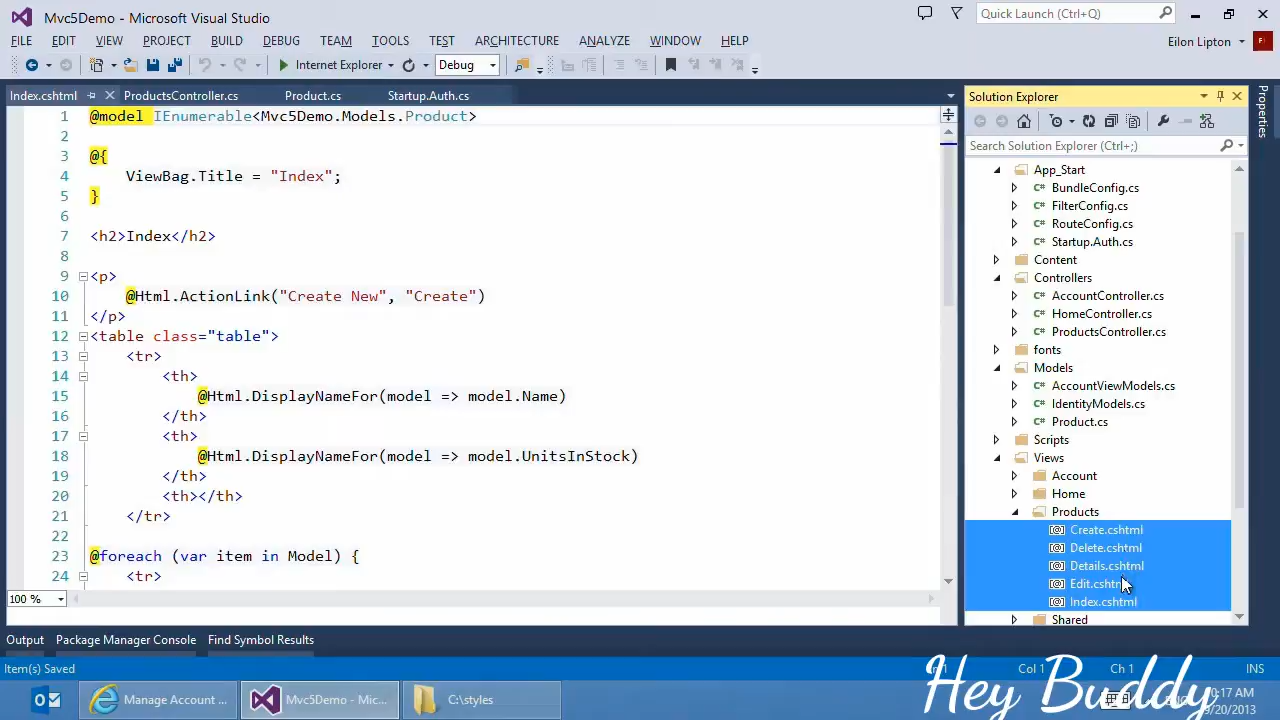 Mvc5Demo - Microsoft Visual Studio
Quick Launch (Ctrl+Q)
FILE EDIT VIEW PROJECT BUILD DEBUG TEAM TOOLS TEST ARCHITECTURE ANALYZE WINDOW HELP
Eilon Lipton
Internet Explorer
Debug
Index.cshtml
ProductsController.cs
Product.cs
Startup.Auth.cs
1 @model IEnumerable<Mvc5Demo.Models.Product>
2
3 @{
4 ViewBag.Title = "Index";
5 }
6
7 <h2>Index</h2>
8
9 <p>
10 @Html.ActionLink("Create New", "Create")
11 </p>
12 <table class="table">
13 <tr>
14 <th>
15 @Html.DisplayNameFor(model => model.Name)
16 </th>
17 <th>
18 @Html.DisplayNameFor(model => model.UnitsInStock)
19 </th>
20 <th></th>
21 </tr>
22
23 @foreach (var item in Model) {
24 <tr>
100 %
Solution Explorer
Search Solution Explorer (Ctrl+;)
App_Start
BundleConfig.cs
FilterConfig.cs
RouteConfig.cs
Startup.Auth.cs
Content
Controllers
AccountController.cs
HomeController.cs
ProductsController.cs
fonts
Models
AccountViewModels.cs
IdentityModels.cs
Product.cs
Scripts
Views
Account
Home
Products
Create.cshtml
Delete.cshtml
Details.cshtml
Edit.cshtml
Index.cshtml
Shared
Properties
Output Package Manager Console Find Symbol Results
Item(s) Saved
Col 1 Ch 1 INS
Manage Account ...
Mvc5Demo - Mic...
C:\styles
Hey Buddy